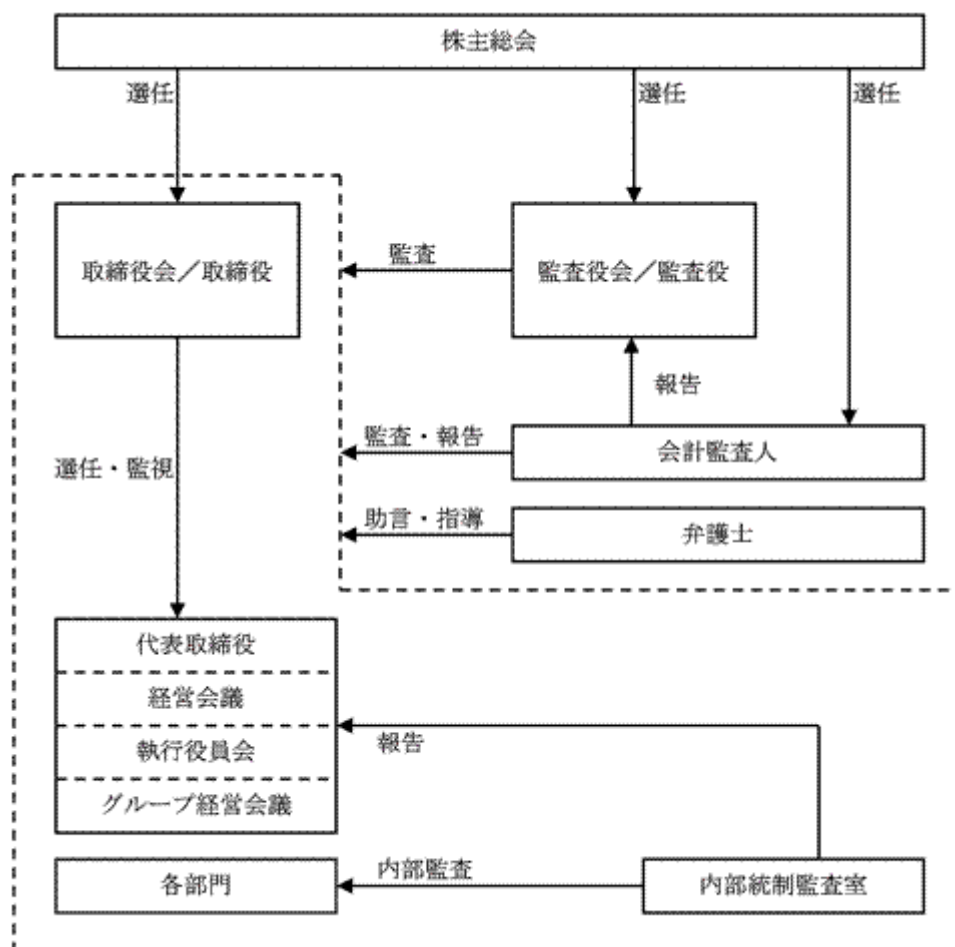 株主総会
選任
選任
選任
取締役会／取締役
監査
監査役会／監査役
報告
監査・報告
会計監査人
選任・監視
助言・指導
弁護士
代表取締役
経営会議
報告
執行役員会
グループ経営会議
各部門
内部監査
内部統制監査室